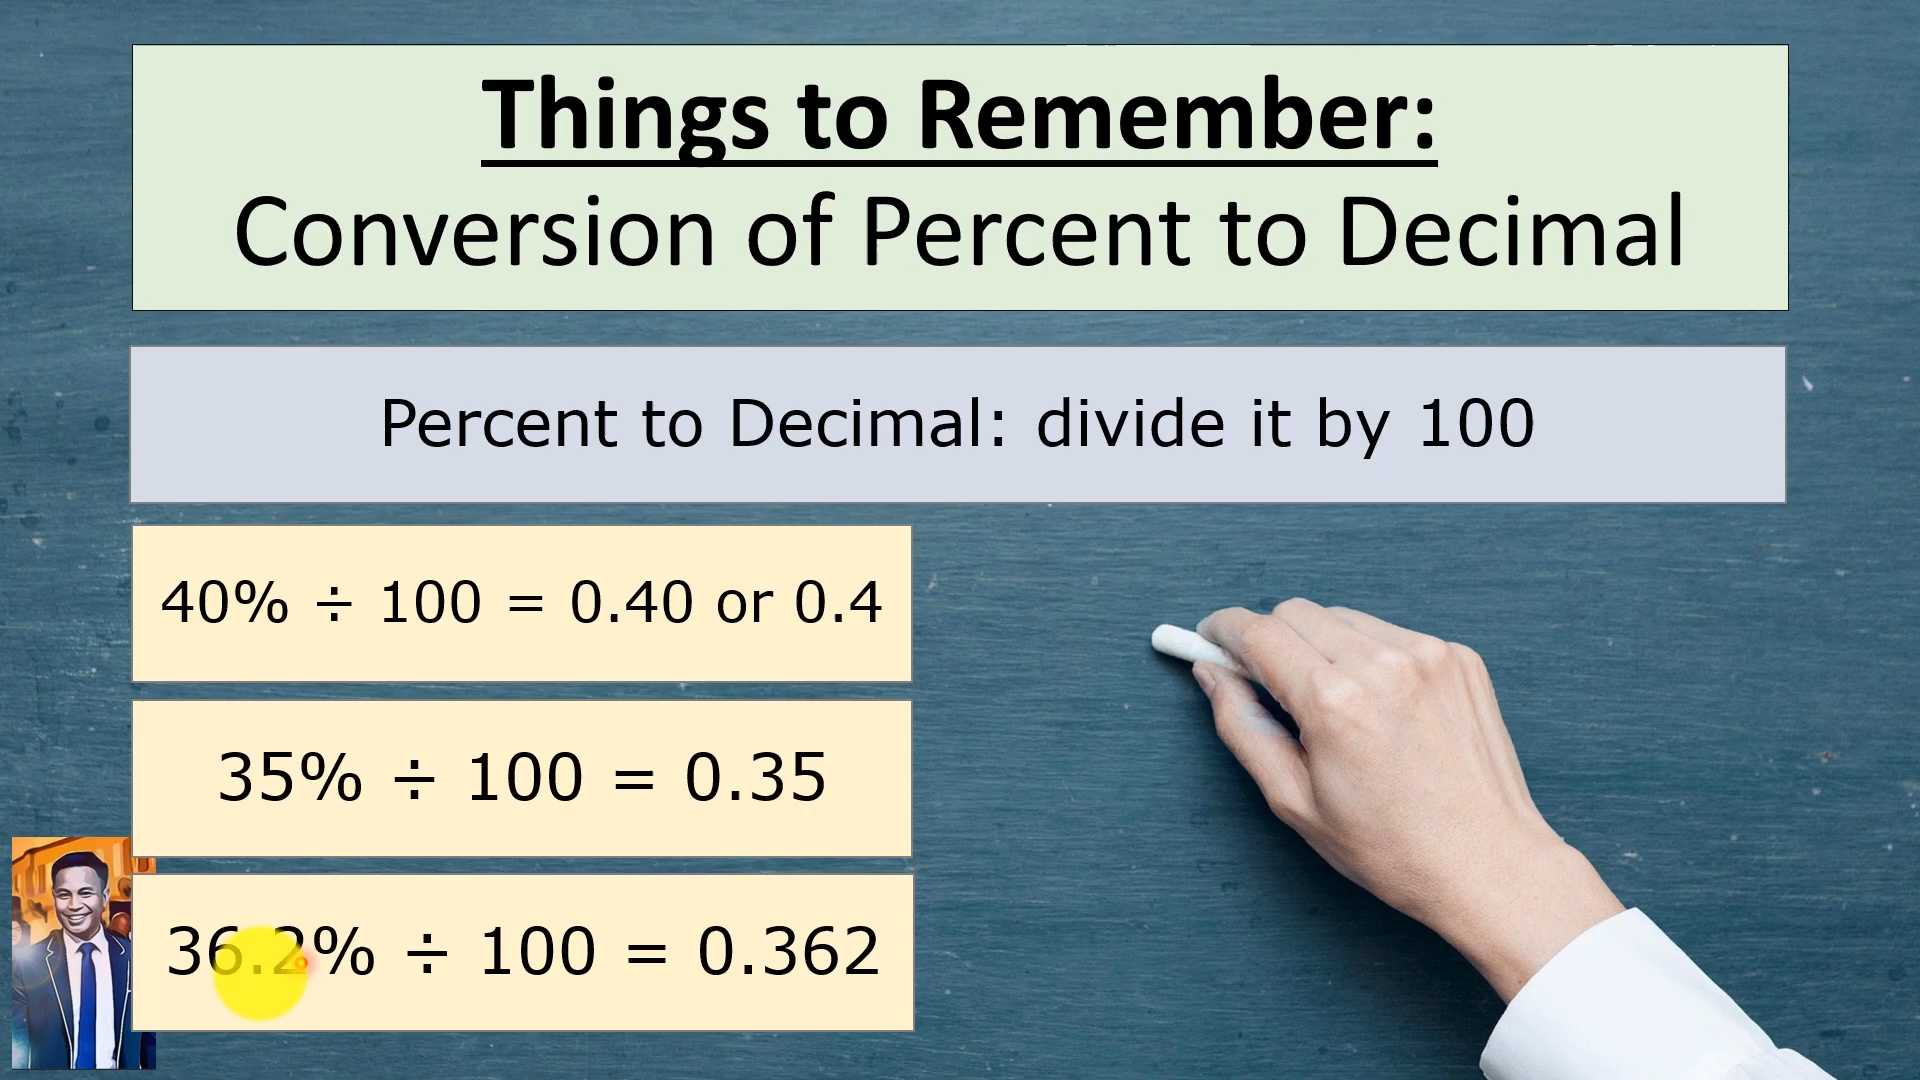 Things to Remember:
Conversion of Percent to Decimal
Percent to Decimal: divide it by 100
40% ÷ 100 = 0.40 or 0.4
35% ÷ 100 = 0.35
36.2% ÷ 100 = 0.362